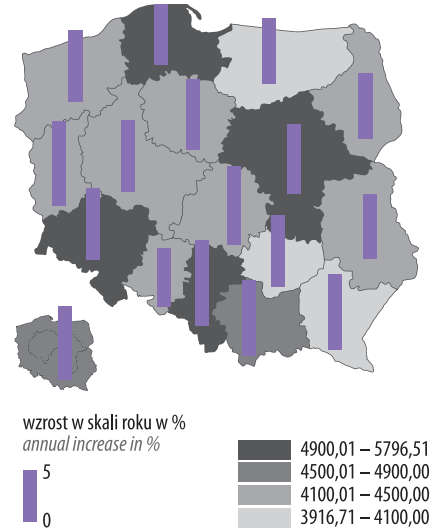 wzrost w skali roku w %
annual increase in %
5
0
4900,01 – 5796,51
4500,01 – 4900,00
4100,01 – 4500,00
3916,71 – 4100,00